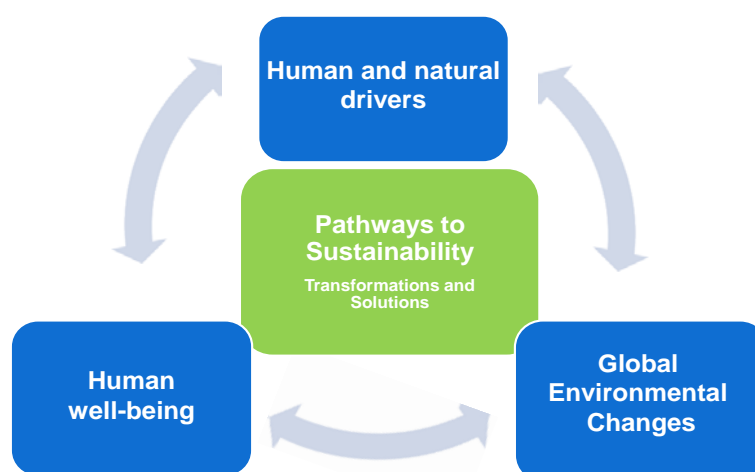 Human and natural
drivers
Pathways to
Sustainability
Transformations and
Solutions
Human
well-being
Global
Environmental
Changes